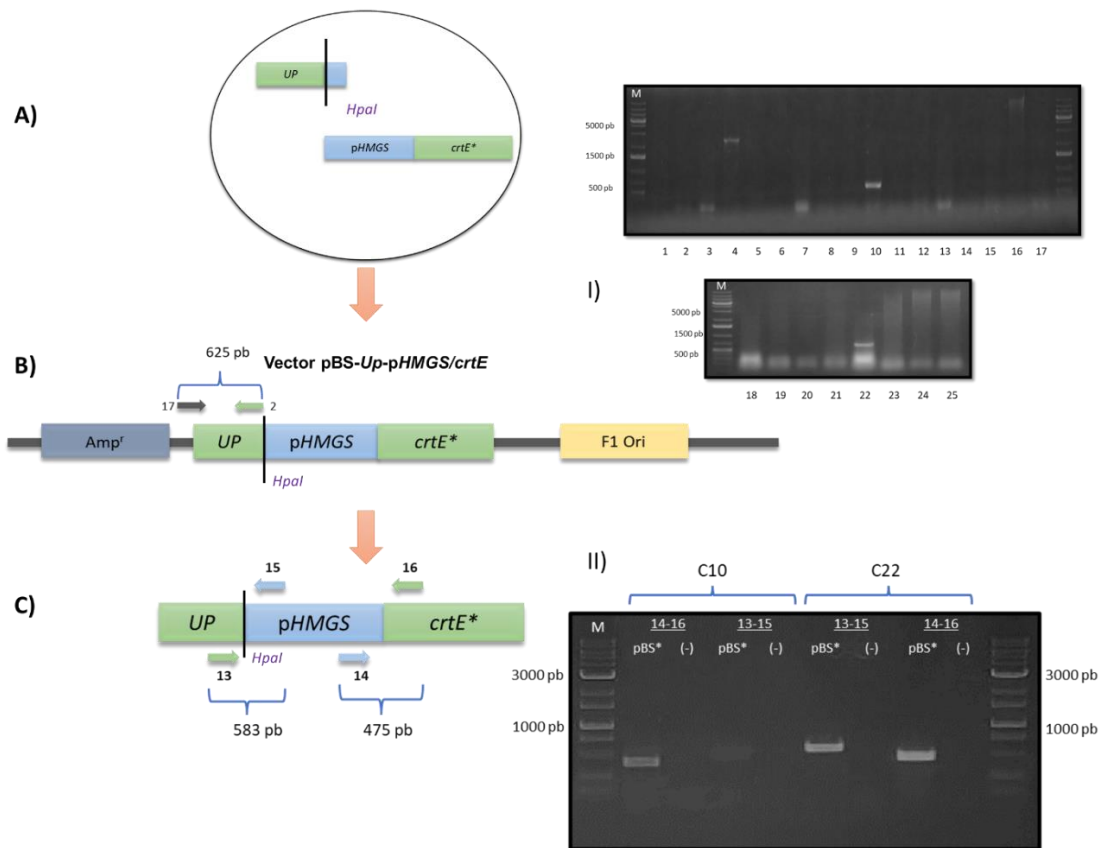 A)
UP
HpaI
pHMGS crtE*
M
5000 pb
1500 pb
500 pb
1 2 3 4 5 6 7 8 9 10 11 12 13 14 15 16 17
I)
M
5000 pb
1500 pb
500 pb
18 19 20 21 22 23 24 25
B)
625 pb
Vector pBS-Up-pHMGS/crtE
17 2
Ampʳ UP pHMGS crtE* F1 Ori
HpaI
C)
15 16
UP pHMGS crtE*
HpaI
13 14
583 pb 475 pb
II)
C10 C22
M 14-16 13-15 13-15 14-16
pBS* (-) pBS* (-) pBS* (-) pBS* (-)
3000 pb 3000 pb
1000 pb 1000 pb